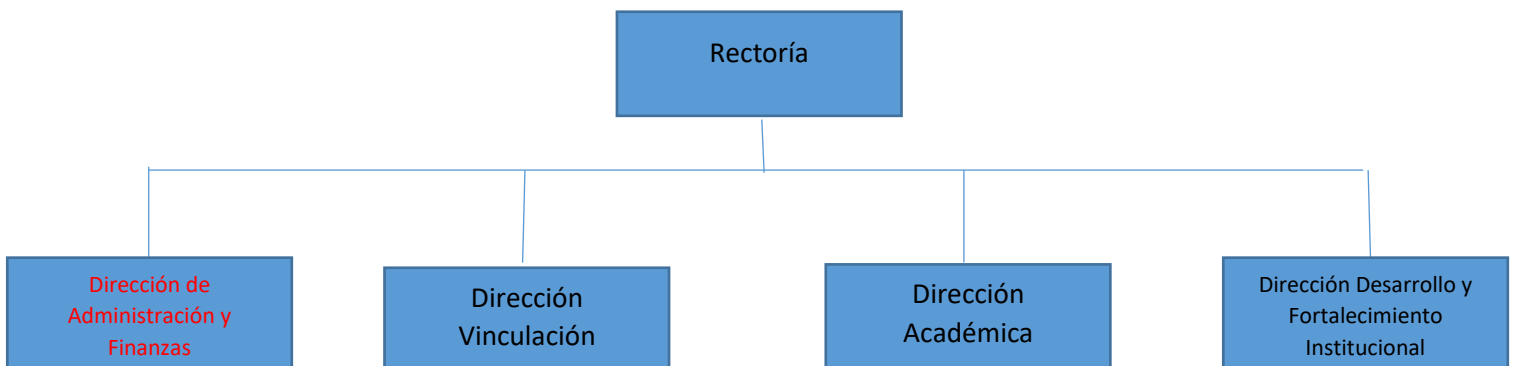 Rectoría
Dirección de
Administración y
Finanzas
Dirección
Vinculación
Dirección
Académica
Dirección Desarrollo y
Fortalecimiento
Institucional